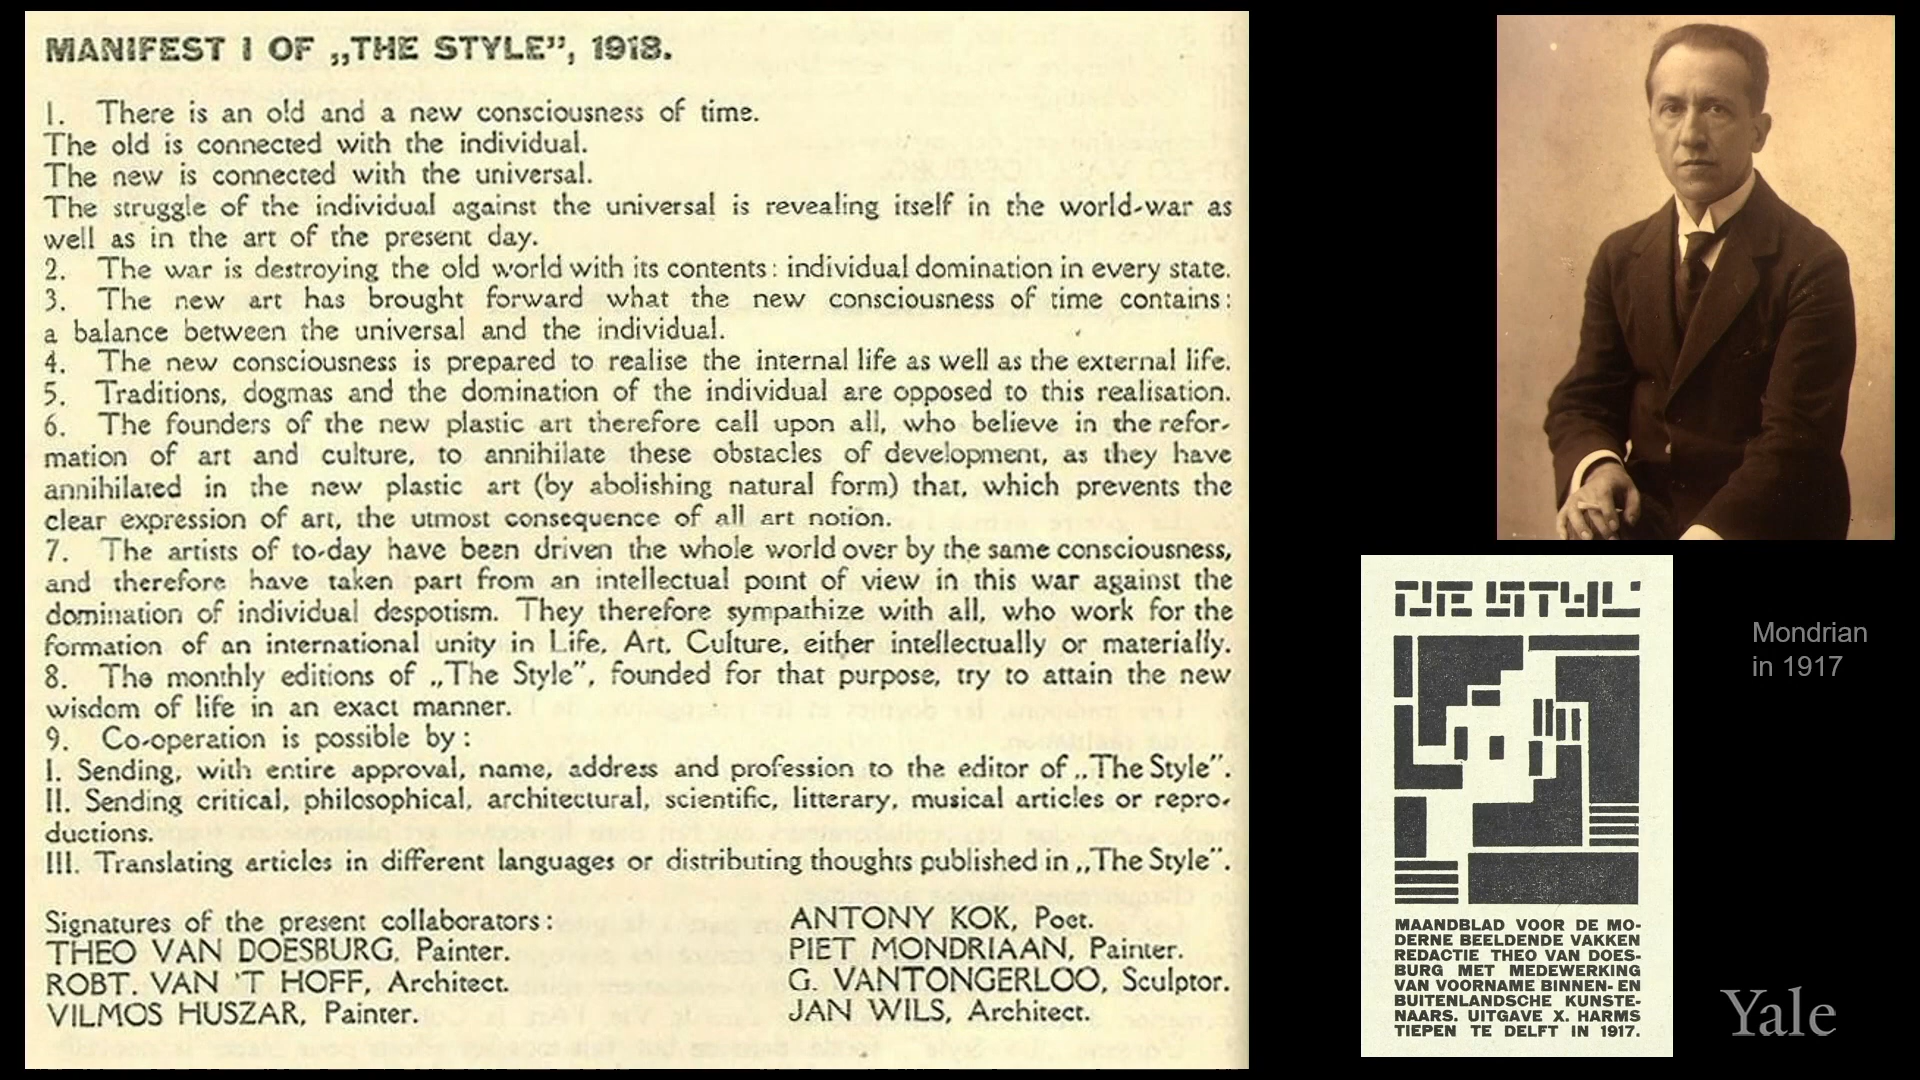 MANIFEST I OF „THE STYLE”, 1918.
1. There is an old and a new consciousness of time.
The old is connected with the individual.
The new is connected with the universal.
The struggle of the individual against the universal is revealing itself in the world-war as
well as in the art of the present day.
2. The war is destroying the old world with its contents: individual domination in every state.
3. The new art has brought forward what the new consciousness of time contains:
a balance between the universal and the individual.
4. The new consciousness is prepared to realise the internal life as well as the external life.
5. Traditions, dogmas and the domination of the individual are opposed to this realisation.
6. The founders of the new plastic art therefore call upon all, who believe in the refor-
mation of art and culture, to annihilate these obstacles of development, as they have
annihilated in the new plastic art (by abolishing natural form) that, which prevents the
clear expression of art, the utmost consequence of all art notion.
7. The artists of to-day have been driven the whole world over by the same consciousness,
and therefore have taken part from an intellectual point of view in this war against the
domination of individual despotism. They therefore sympathize with all, who work for the
formation of an international unity in Life, Art, Culture, either intellectually or materially.
8. The monthly editions of „The Style”, founded for that purpose, try to attain the new
wisdom of life in an exact manner.
9. Co-operation is possible by:
I. Sending, with entire approval, name, address and profession to the editor of „The Style”.
II. Sending critical, philosophical, architectural, scientific, litterary, musical articles or repro-
ductions.
III. Translating articles in different languages or distributing thoughts published in „The Style”.
Signatures of the present collaborators:
THEO VAN DOESBURG, Painter.
ROBT. VAN 'T HOFF, Architect.
VILMOS HUSZAR, Painter.
ANTONY KOK, Poet.
PIET MONDRIAAN, Painter.
G. VANTONGERLOO, Sculptor.
JAN WILS, Architect.
DE STYL
MAANDBLAD VOOR DE MO-
DERNE BEELDENDE VAKKEN
REDACTIE THEO VAN DOES-
BURG MET MEDEWERKING
VAN VOORNAME BINNEN- EN
BUITENLANDSCHE KUNSTE-
NAARS. UITGAVE X. HARMS
TIEPEN TE DELFT IN 1917.
Mondrian
in 1917
Yale